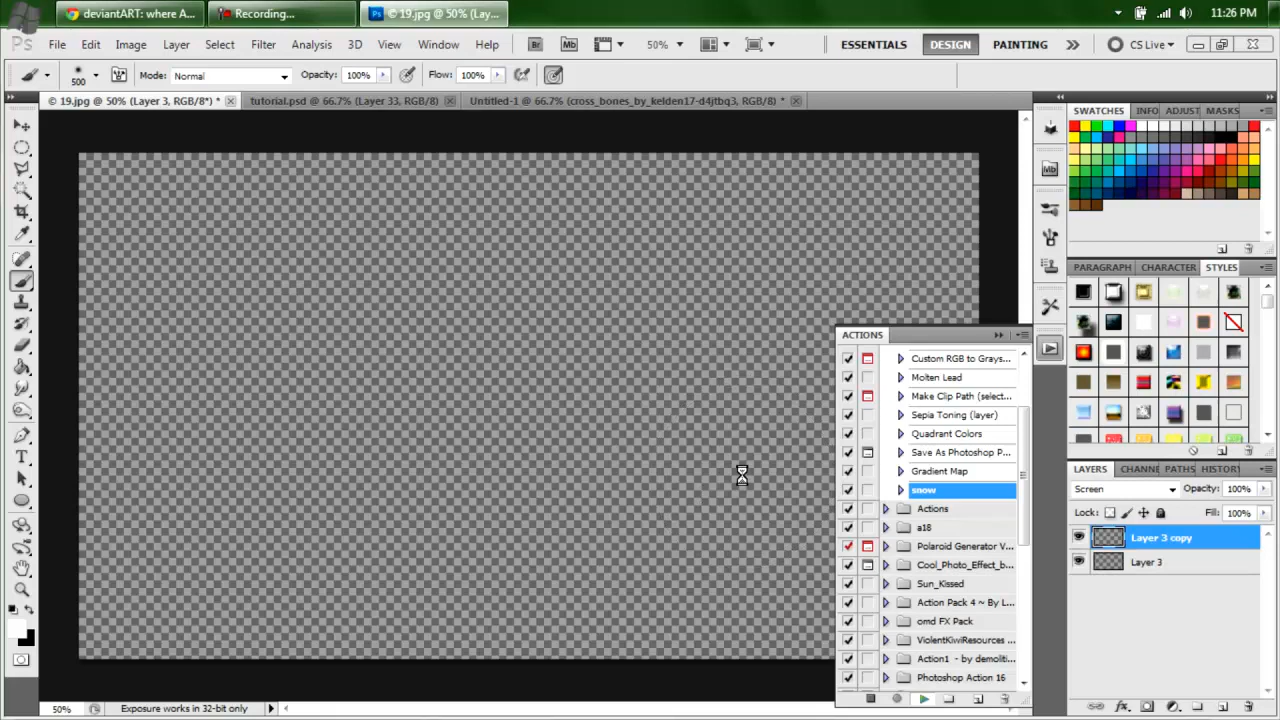 deviantART: where A...
Recording...
© 19.jpg @ 50% (Lay...
11:26 PM
Ps File Edit Image Layer Select Filter Analysis 3D View Window Help
Br Mb 50%
ESSENTIALS DESIGN PAINTING CS Live
500 Mode: Normal Opacity: 100% Flow: 100%
© 19.jpg @ 50% (Layer 3, RGB/8*) *
tutorial.psd @ 66.7% (Layer 33, RGB/8)
Untitled-1 @ 66.7% (cross_bones_by_kelden17-d4jtbq3, RGB/8) *
SWATCHES INFO ADJUST MASKS
PARAGRAPH CHARACTER STYLES
ACTIONS
Custom RGB to Grays...
Molten Lead
Make Clip Path (select...
Sepia Toning (layer)
Quadrant Colors
Save As Photoshop P...
Gradient Map
snow
Actions
a18
Polaroid Generator V...
Cool_Photo_Effect_b...
Sun_Kissed
Action Pack 4 ~ By L...
omd FX Pack
ViolentKiwiResources ...
Action1 - by demoliti...
Photoshop Action 16
LAYERS CHANNE PATHS HISTORY
Screen Opacity: 100%
Lock: Fill: 100%
Layer 3 copy
Layer 3
50% Exposure works in 32-bit only